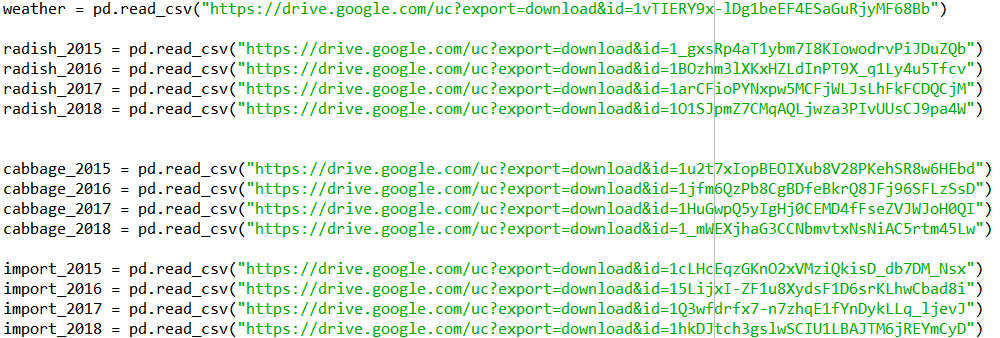 weather = pd.read_csv("https://drive.google.com/uc?export=download&id=1vTIERY9x-lDg1beEF4ESaGuRjyMF68Bb")
radish_2015 = pd.read_csv("https://drive.google.com/uc?export=download&id=1_gxsRp4aT1ybm7I8KIowodrvPiJDuZQb")
radish_2016 = pd.read_csv("https://drive.google.com/uc?export=download&id=1BOzhm3lXKxHZLdInPT9X_q1Ly4u5Tfcv")
radish_2017 = pd.read_csv("https://drive.google.com/uc?export=download&id=1arCFioPYNxpw5MCFjWLJsLhFkFCDQCjM")
radish_2018 = pd.read_csv("https://drive.google.com/uc?export=download&id=1O1SJpmZ7CMqAQLjwza3PIvUUsCJ9pa4W")
cabbage_2015 = pd.read_csv("https://drive.google.com/uc?export=download&id=1u2t7xIopBEOIXub8V28PKehSR8w6HEbd")
cabbage_2016 = pd.read_csv("https://drive.google.com/uc?export=download&id=1jfm6QzPb8CgBDfeBkrQ8JFj96SFLzSsD")
cabbage_2017 = pd.read_csv("https://drive.google.com/uc?export=download&id=1HuGwpQ5yIgHj0CEMD4fFseZVJWJoH0QI")
cabbage_2018 = pd.read_csv("https://drive.google.com/uc?export=download&id=1_mWEXjhaG3CCNbmvtxNsNiAC5rtm45Lw")
import_2015 = pd.read_csv("https://drive.google.com/uc?export=download&id=1cLHcEqzGKnO2xVMziQkisD_db7DM_Nsx")
import_2016 = pd.read_csv("https://drive.google.com/uc?export=download&id=15LijxI-ZF1u8XydsF1D6srKLhwCbad8i")
import_2017 = pd.read_csv("https://drive.google.com/uc?export=download&id=1Q3wfdrfx7-n7zhqE1fYnDykLLq_ljevJ")
import_2018 = pd.read_csv("https://drive.google.com/uc?export=download&id=1hkDJtch3gslwSCIU1LBAJTM6jREYmCyD")